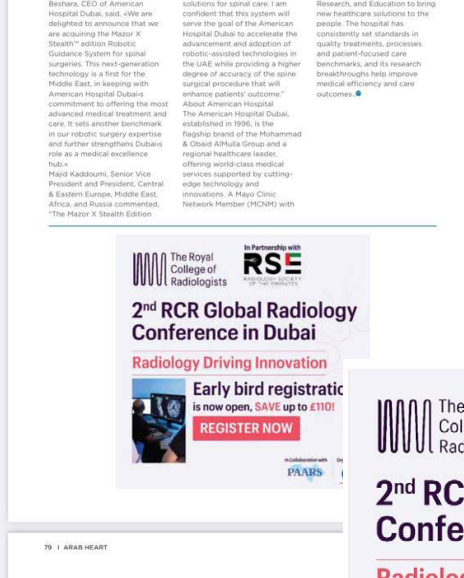 Beshara, CEO of American
Hospital Dubai, said, «We are
delighted to announce that we
are acquiring the Mazor X
Stealth™ edition Robotic
Guidance System for spinal
surgeries. This next-generation
technology is a first for the
Middle East, in keeping with
American Hospital Dubai›s
commitment to offering the most
advanced medical treatment and
care. It sets another benchmark
in our robotic surgery expertise
and further strengthens Dubai›s
role as a medical excellence
hub.»
Majid Kaddoumi, Senior Vice
President and President, Central
& Eastern Europe, Middle East,
Africa, and Russia commented,
"The Mazor X Stealth Edition
solutions for spinal care. I am
confident that this system will
serve the goal of the American
Hospital Dubai to accelerate the
advancement and adoption of
robotic-assisted technologies in
the UAE while providing a higher
degree of accuracy of the spine
surgical procedure that will
enhance patients' outcome."
About American Hospital
The American Hospital Dubai,
established in 1996, is the
flagship brand of the Mohammad
& Obaid AlMulla Group and a
regional healthcare leader,
offering world-class medical
services supported by cutting-
edge technology and
innovations. A Mayo Clinic
Network Member (MCNM) with
Research, and Education to bring
new healthcare solutions to the
people. The hospital has
consistently set standards in
quality treatments, processes
and patient-focused care
benchmarks, and its research
breakthroughs help improve
medical efficiency and care
outcomes.
The Royal
College of
Radiologists
In Partnership with
RSE
RADIOLOGY SOCIETY
OF THE EMIRATES
2nd RCR Global Radiology
Conference in Dubai
Radiology Driving Innovation
Early bird registratio
is now open, SAVE up to £110!
REGISTER NOW
In Collaboration with
PAARS
79 I ARAB HEART
The
Coll
Rad
2nd RC
Confe
Radiolog